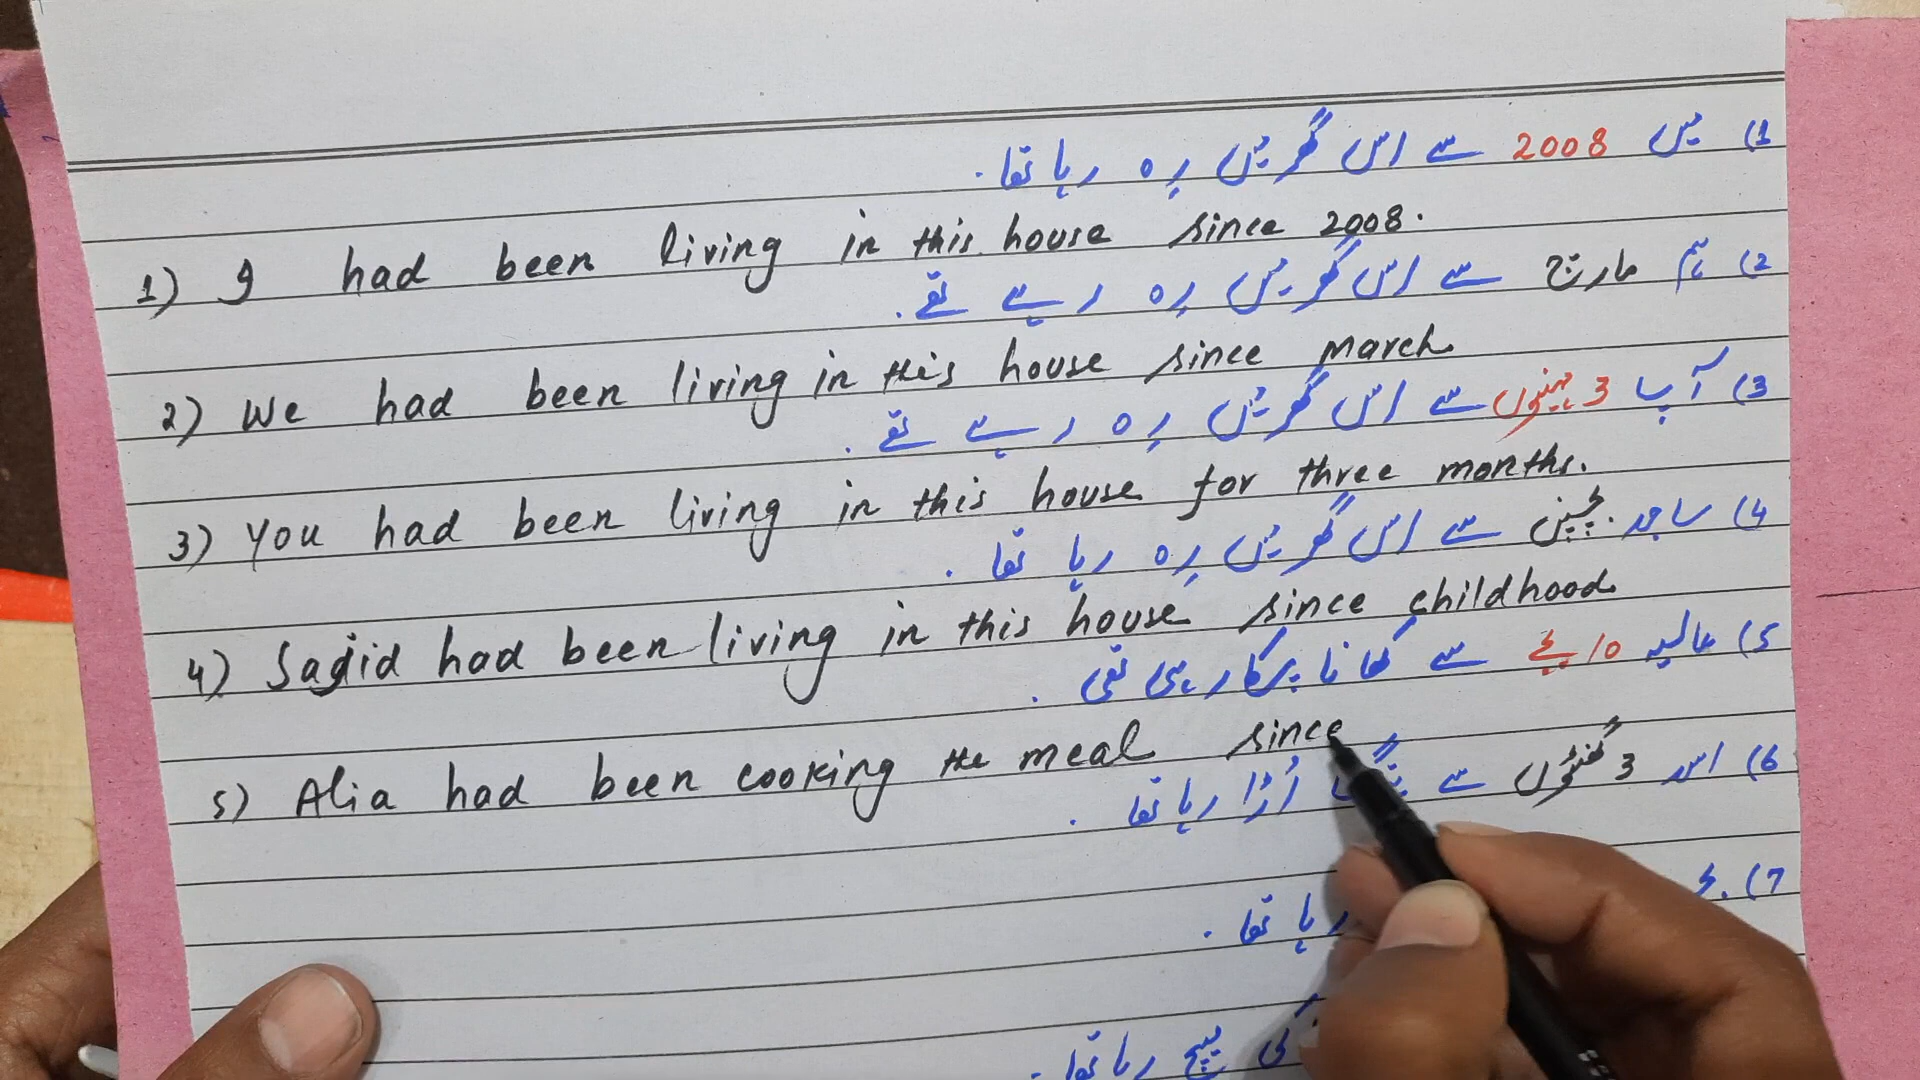 1) میں 2008 سے اس گھر میں رہ رہا تھا.
1) I had been living in this house since 2008.
2) ہم مارچ سے اس گھر میں رہ رہے تھے.
2) We had been living in this house since march
3) آپ 3 مہینوں سے اس گھر میں رہ رہے تھے.
3) You had been living in this house for three months.
4) ساجد بچپن سے اس گھر میں رہ رہا تھا.
4) Sajid had been living in this house since childhood
5) عالیہ 10 بجے سے کھانا پکا رہی تھی.
5) Alia had been cooking the meal since
6) اسد 3 گھنٹوں سے پتنگ اُڑا رہا تھا.
7) رہا تھا.
بیچ رہا تھا.